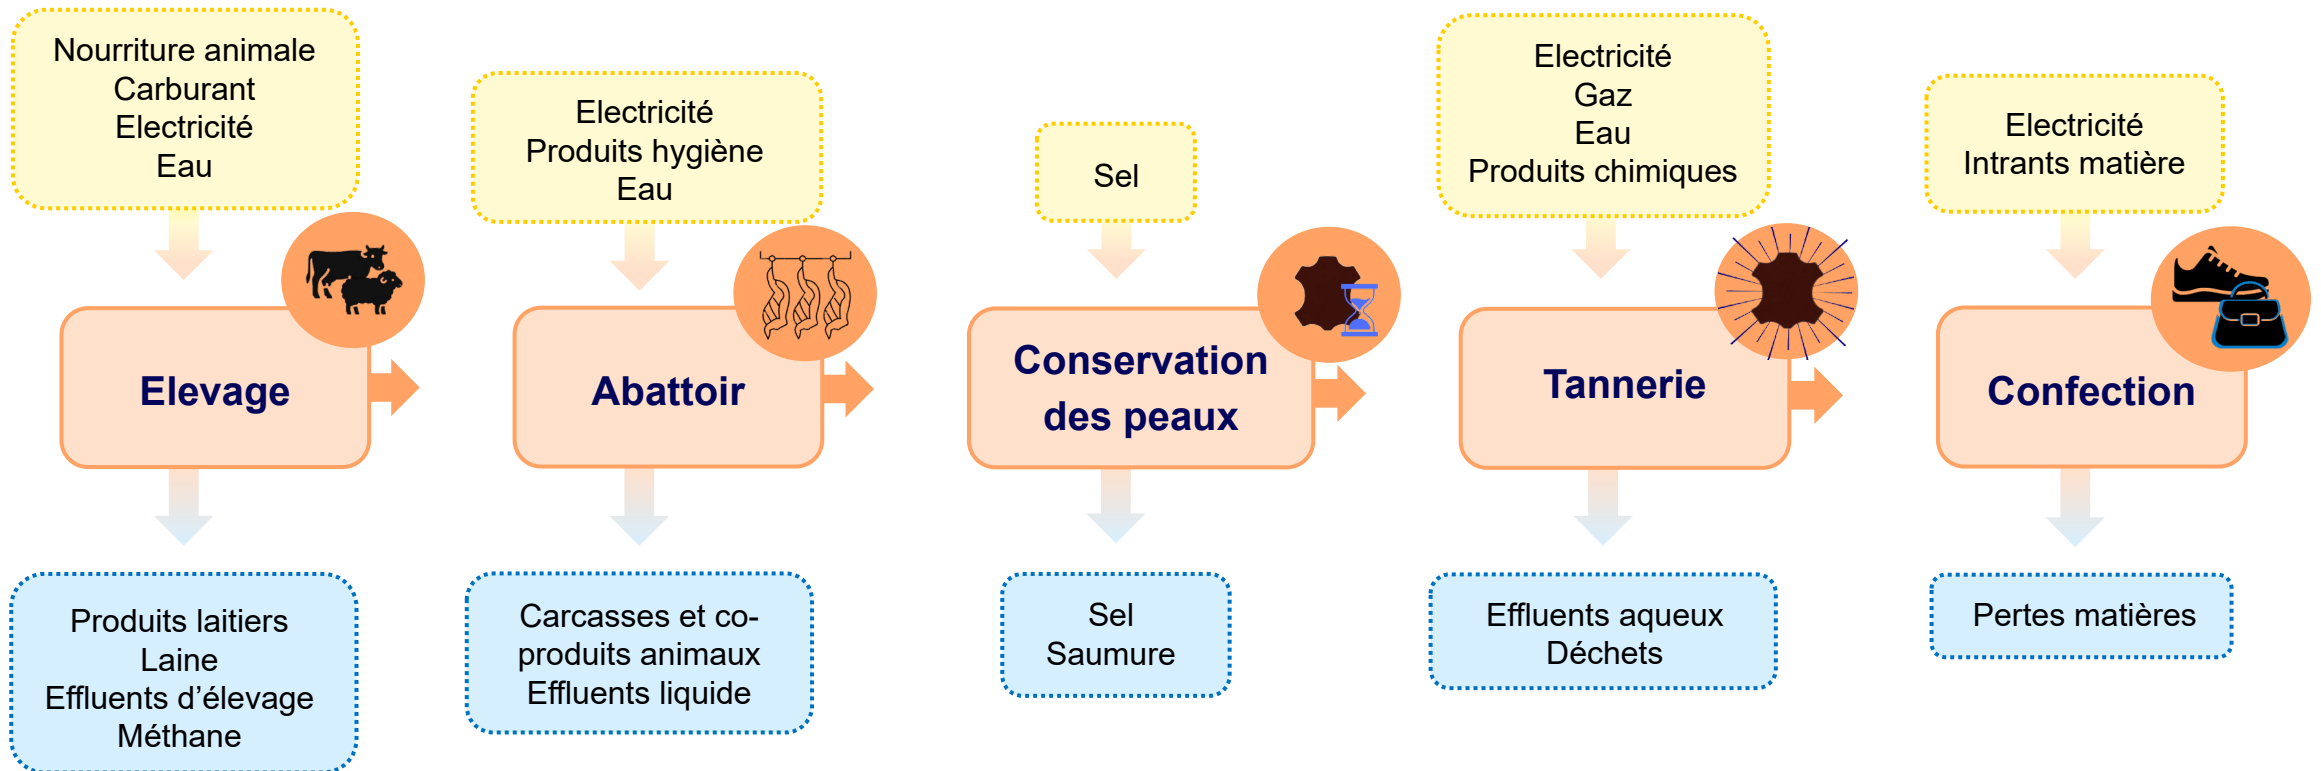 Nourriture animale
Carburant
Electricité
Eau
Electricité
Produits hygiène
Eau
Sel
Electricité
Gaz
Eau
Produits chimiques
Electricité
Intrants matière
Elevage
Abattoir
Conservation
des peaux
Tannerie
Confection
Produits laitiers
Laine
Effluents d’élevage
Méthane
Carcasses et co-
produits animaux
Effluents liquide
Sel
Saumure
Effluents aqueux
Déchets
Pertes matières